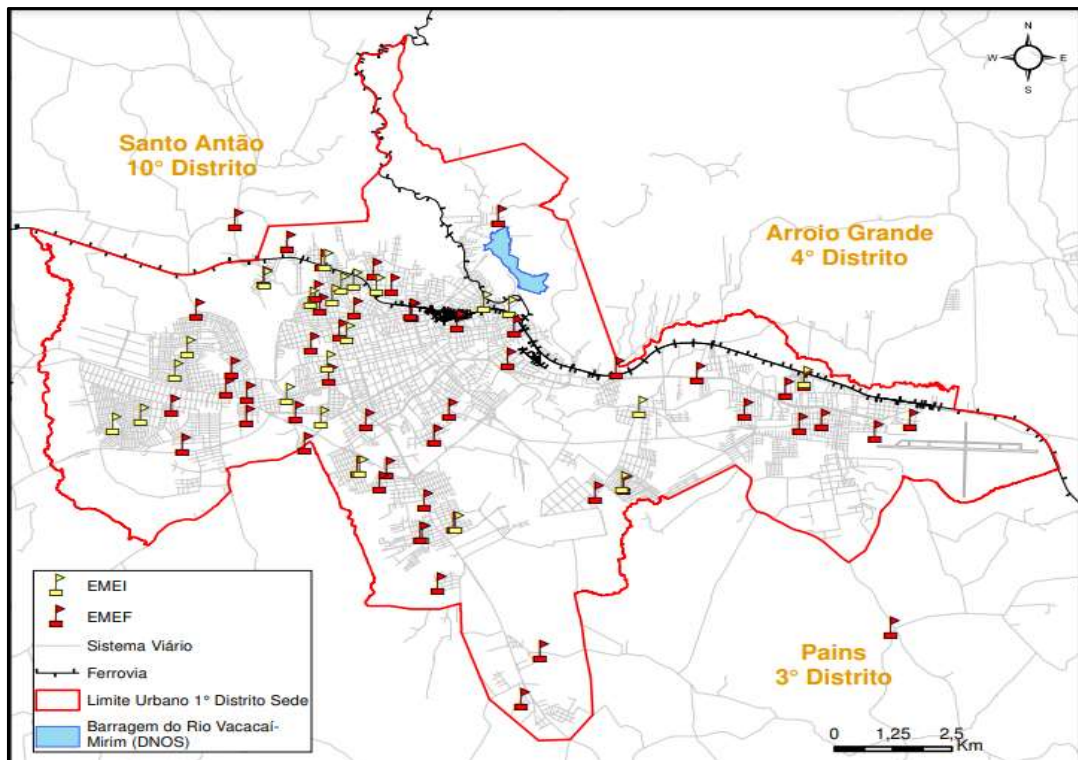 N
W
E
S
Santo Antão
10° Distrito
Arroio Grande
4° Distrito
EMEI
EMEF
Sistema Viário
Ferrovia
Limite Urbano 1° Distrito Sede
Barragem do Rio Vacacaí-
Mirim (DNOS)
Pains
3° Distrito
0 1,25 2,5
Km